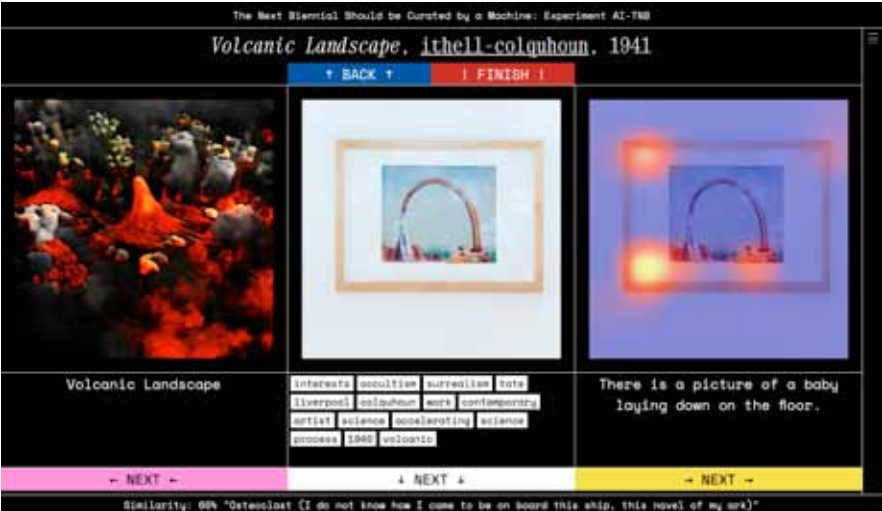 The Next Biennial Should be Curated by a Machine: Experiment AI-TNB
Volcanic Landscape, ithell-colquhoun, 1941
↑ BACK ↑
! FINISH !
Volcanic Landscape
interests occultism surrealism tate
liverpool colquhoun work contemporary
artist science accelerating science
process 1940 volcanic
There is a picture of a baby
laying down on the floor.
← NEXT ←
↓ NEXT ↓
→ NEXT →
Similarity: 60% "Osteoclast (I do not know how I came to be on board this ship, this navel of my ark)"